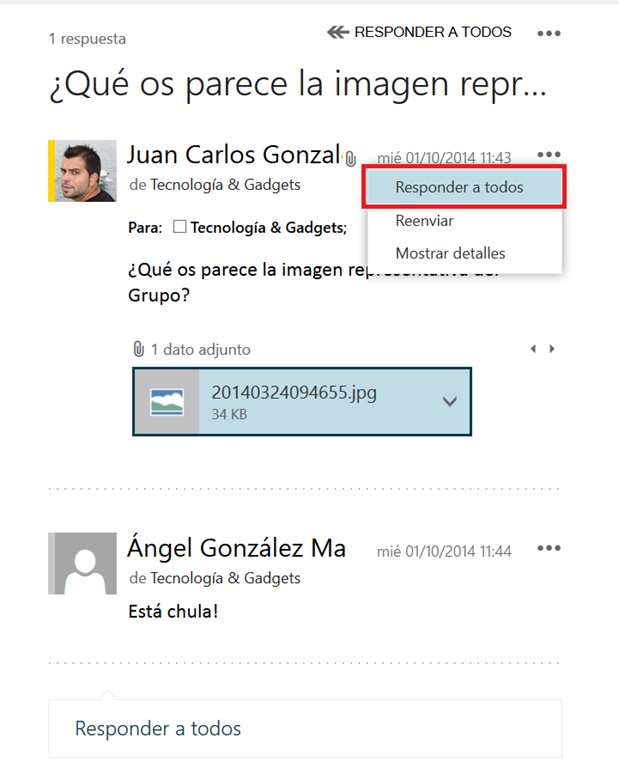 1 respuesta
RESPONDER A TODOS
¿Qué os parece la imagen repr...
Juan Carlos Gonzal
mié 01/10/2014 11:43
de Tecnología & Gadgets
Responder a todos
Reenviar
Mostrar detalles
Para: Tecnología & Gadgets;
¿Qué os parece la imagen representativa del
Grupo?
1 dato adjunto
20140324094655.jpg
34 KB
Ángel González Ma
mié 01/10/2014 11:44
de Tecnología & Gadgets
Está chula!
Responder a todos